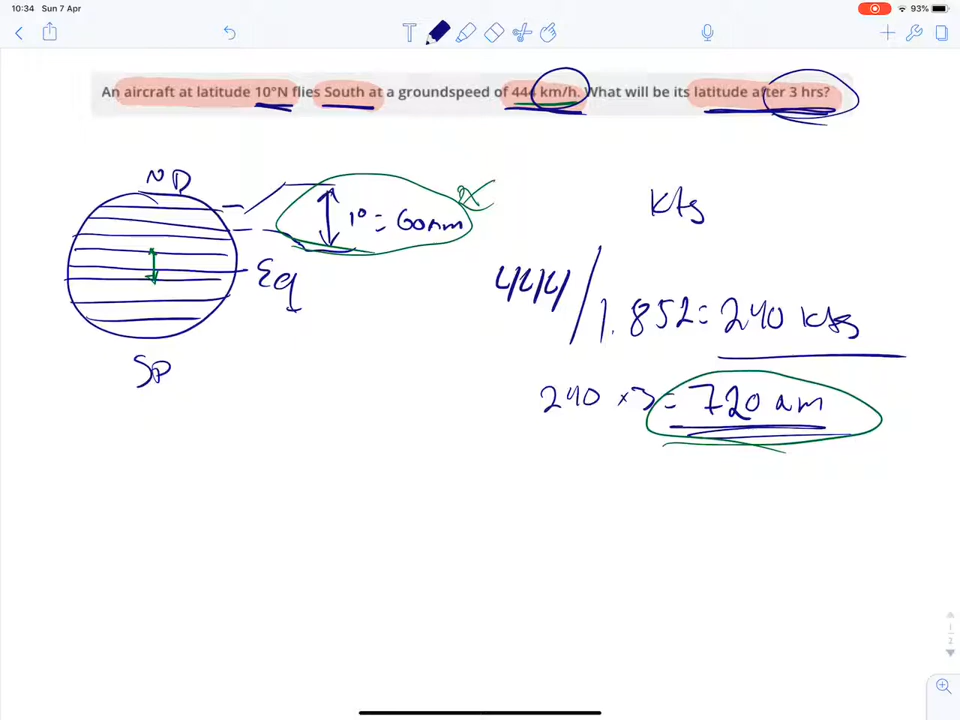 10:34 Sun 7 Apr 93%
An aircraft at latitude 10°N flies South at a groundspeed of 444 km/h. What will be its latitude after 3 hrs?
NP
1° = 60nm
Eq
SP
kts
444/1.852 = 240 kts
240 × 3 = 720 nm
1
2